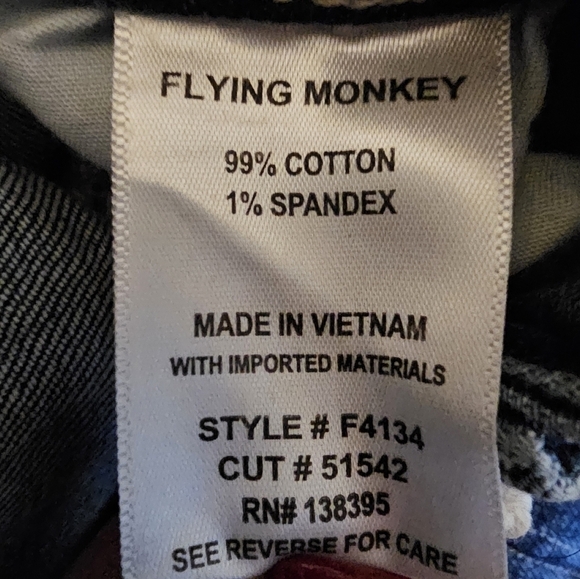 FLYING MONKEY
99% COTTON
1% SPANDEX
MADE IN VIETNAM
WITH IMPORTED MATERIALS
STYLE # F4134
CUT # 51542
RN# 138395
SEE REVERSE FOR CARE